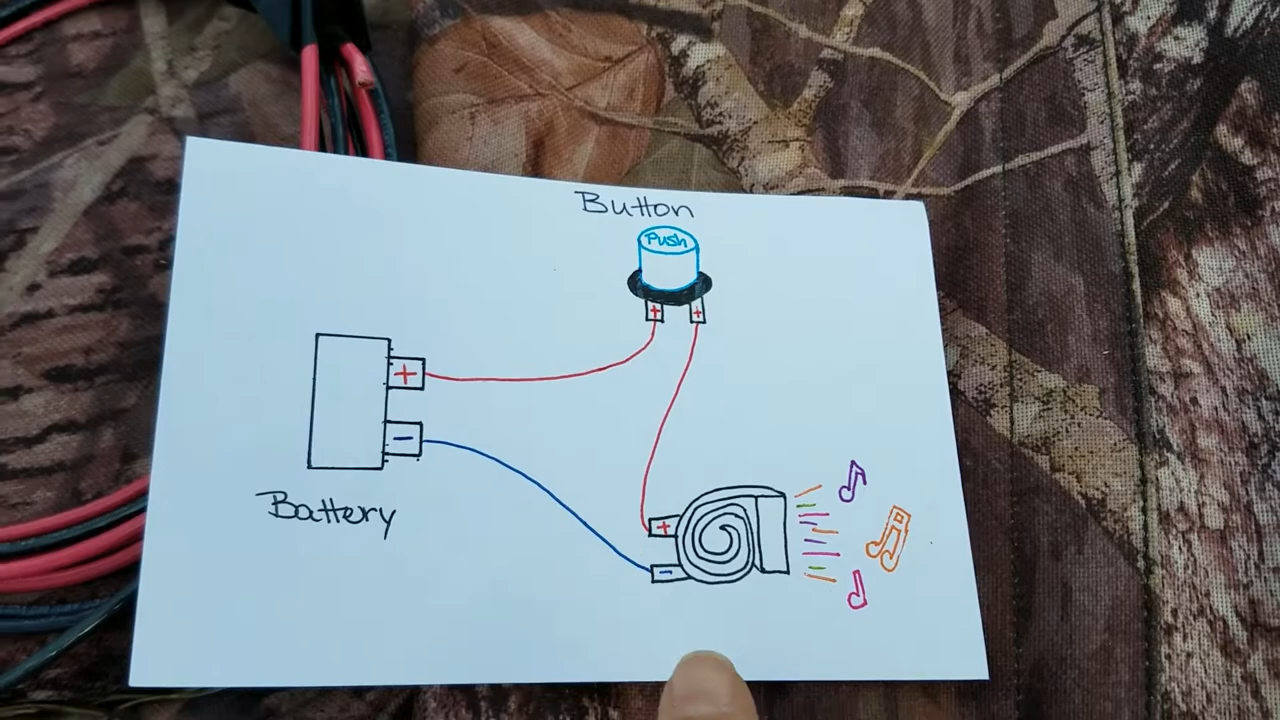 Button
Push
+ +
+
−
Battery
+
−